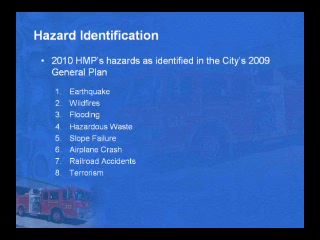 Hazard Identification
• 2010 HMP's hazards as identified in the City's 2009
General Plan
1. Earthquake
2. Wildfires
3. Flooding
4. Hazardous Waste
5. Slope Failure
6. Airplane Crash
7. Railroad Accidents
8. Terrorism